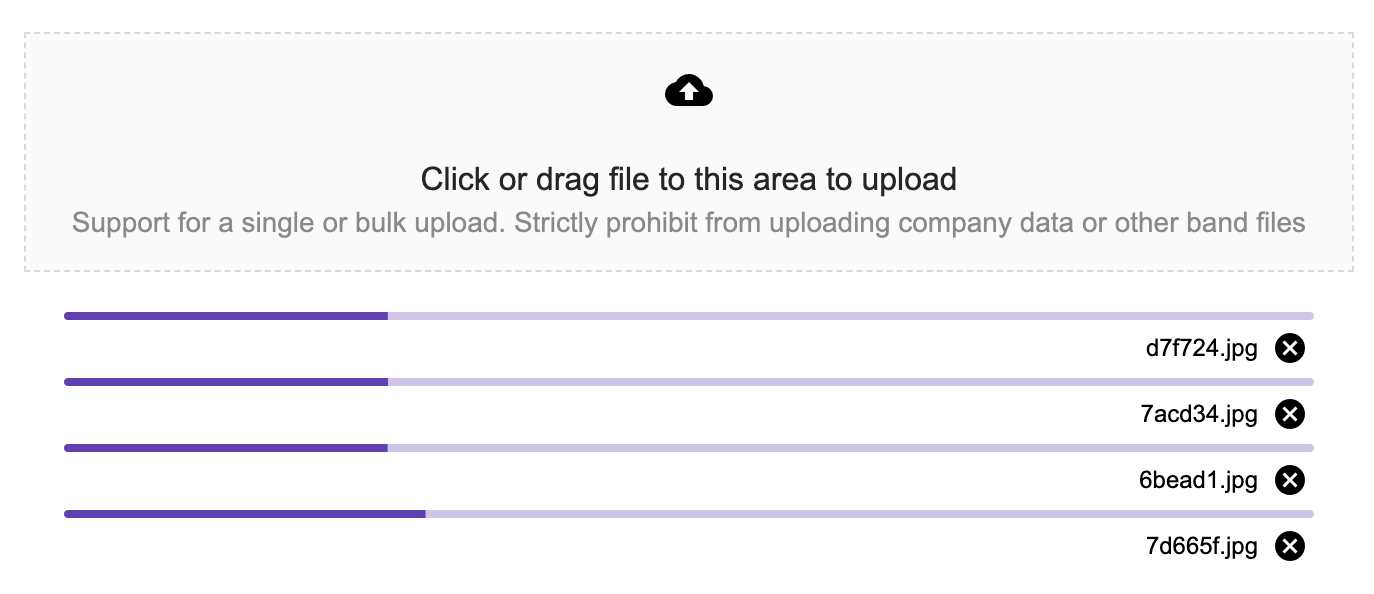 Click or drag file to this area to upload
Support for a single or bulk upload. Strictly prohibit from uploading company data or other band files
d7f724.jpg
7acd34.jpg
6bead1.jpg
7d665f.jpg